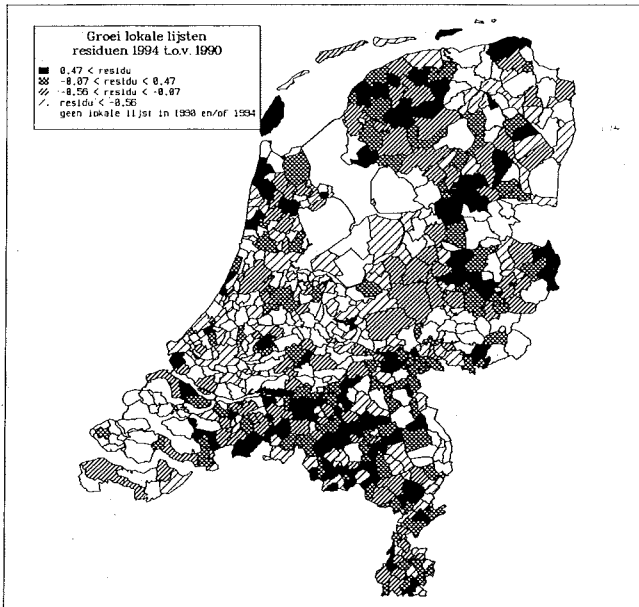 Groei lokale lijsten
residuen 1994 t.o.v. 1990
0.47 < residu
-0.07 < residu < 0.47
-0.56 < residu < -0.07
residu < -0.56
geen lokale lijst in 1990 en/of 1994